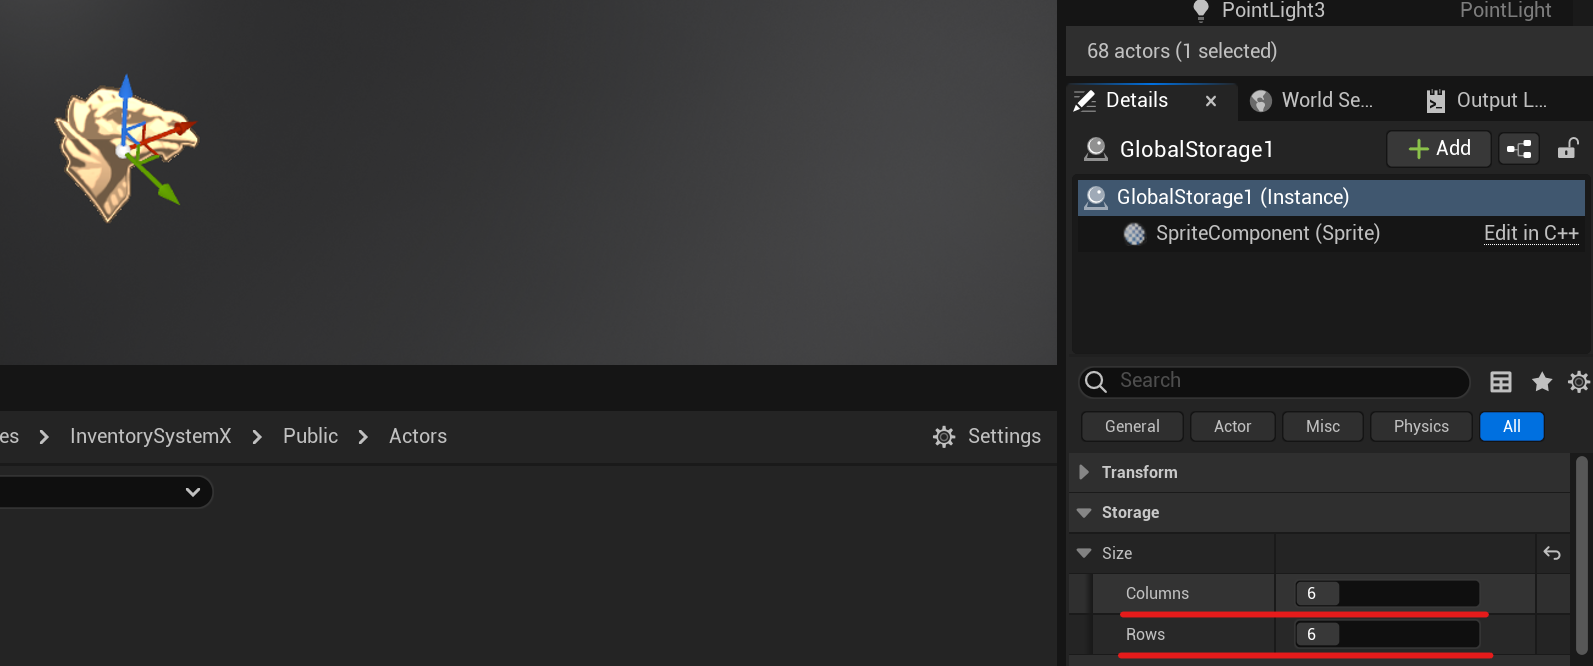 PointLight3 PointLight
68 actors (1 selected)
Details World Se... Output L...
GlobalStorage1 Add
GlobalStorage1 (Instance)
SpriteComponent (Sprite) Edit in C++
Search
General Actor Misc Physics All
Transform
Storage
Size
Columns 6
Rows 6
es > InventorySystemX > Public > Actors Settings